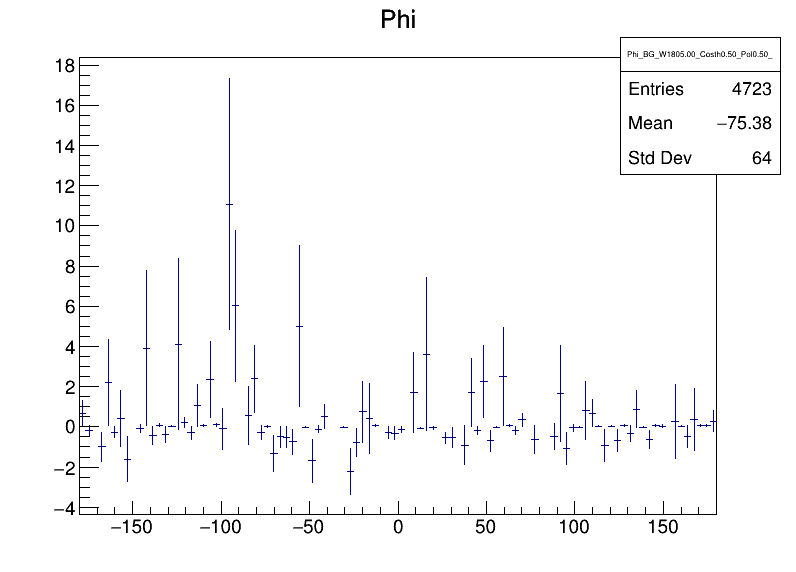 Phi
Phi_BG_W1805.00_Costh0.50_Pol0.50_
Entries 4723
Mean −75.38
Std Dev 64
18
16
14
12
10
8
6
4
2
0
−2
−4
−150 −100 −50 0 50 100 150